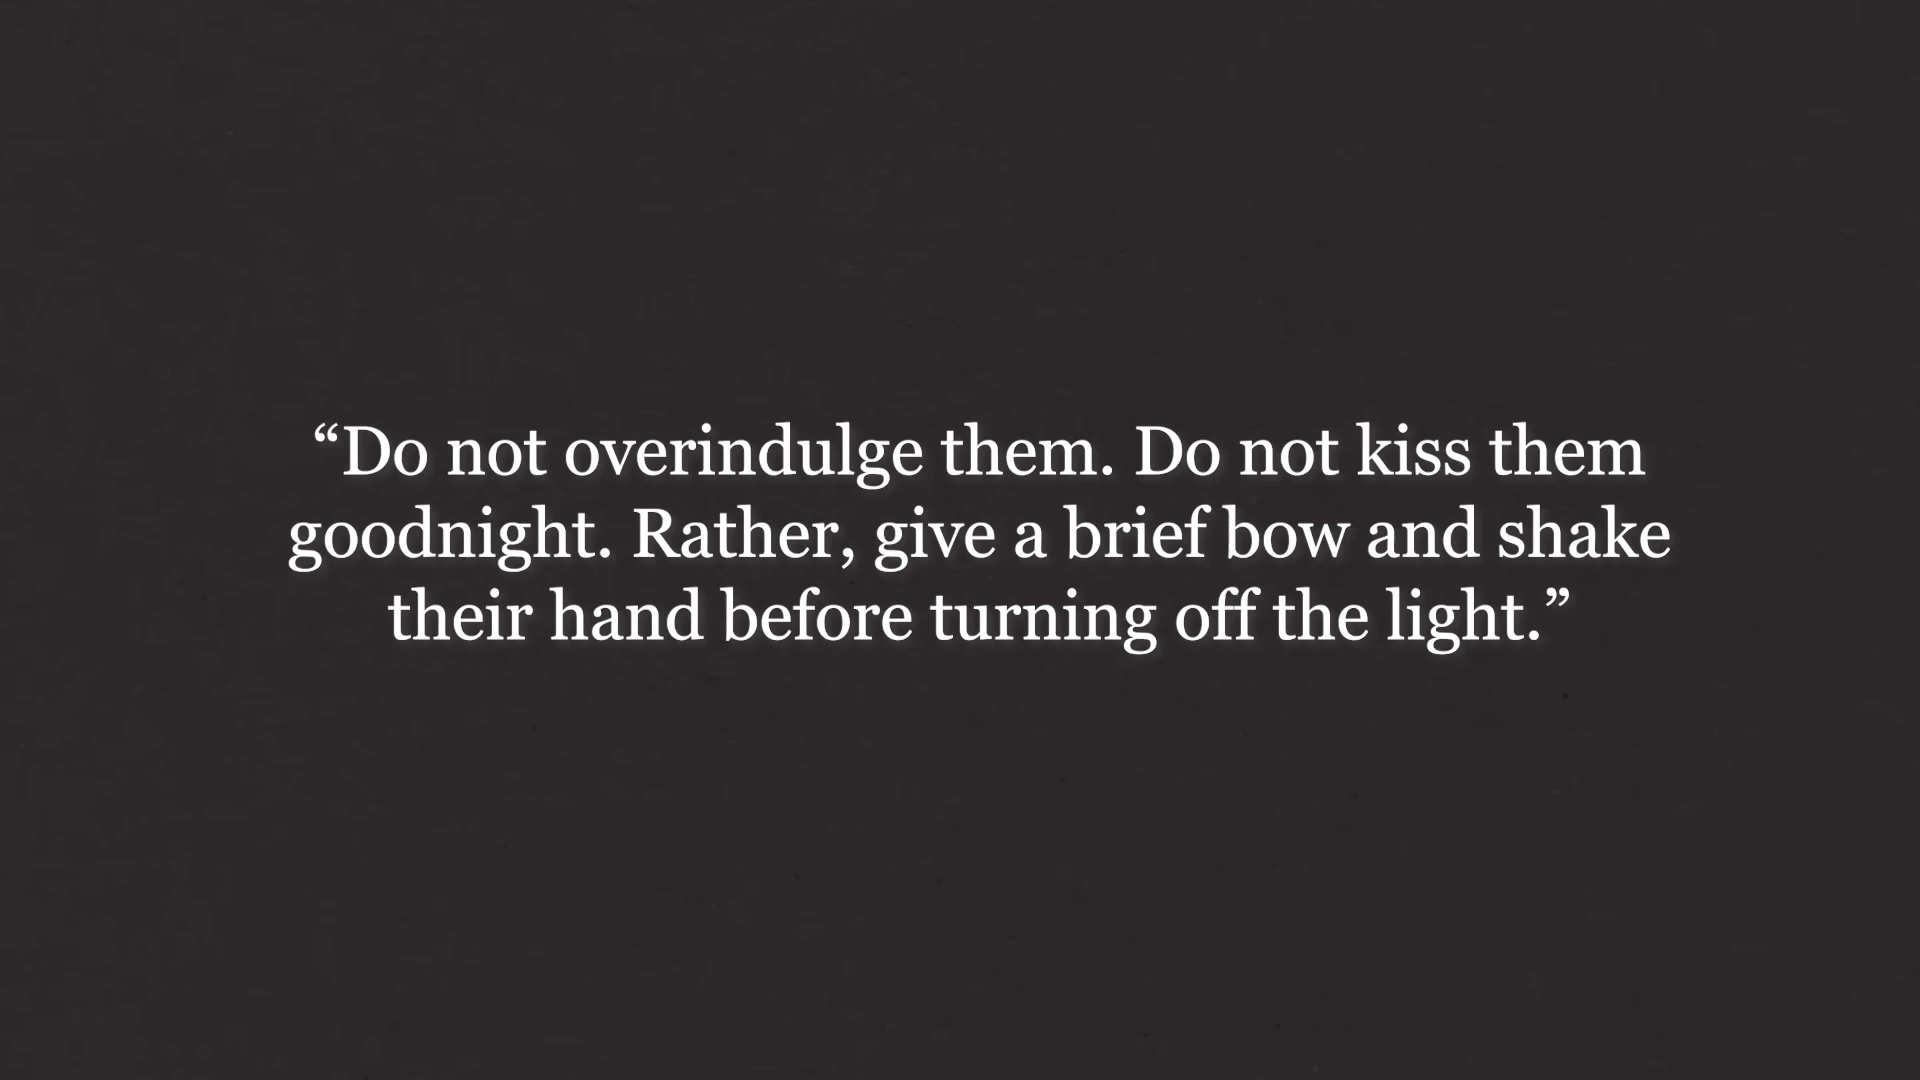 “Do not overindulge them. Do not kiss them
goodnight. Rather, give a brief bow and shake
their hand before turning off the light.”